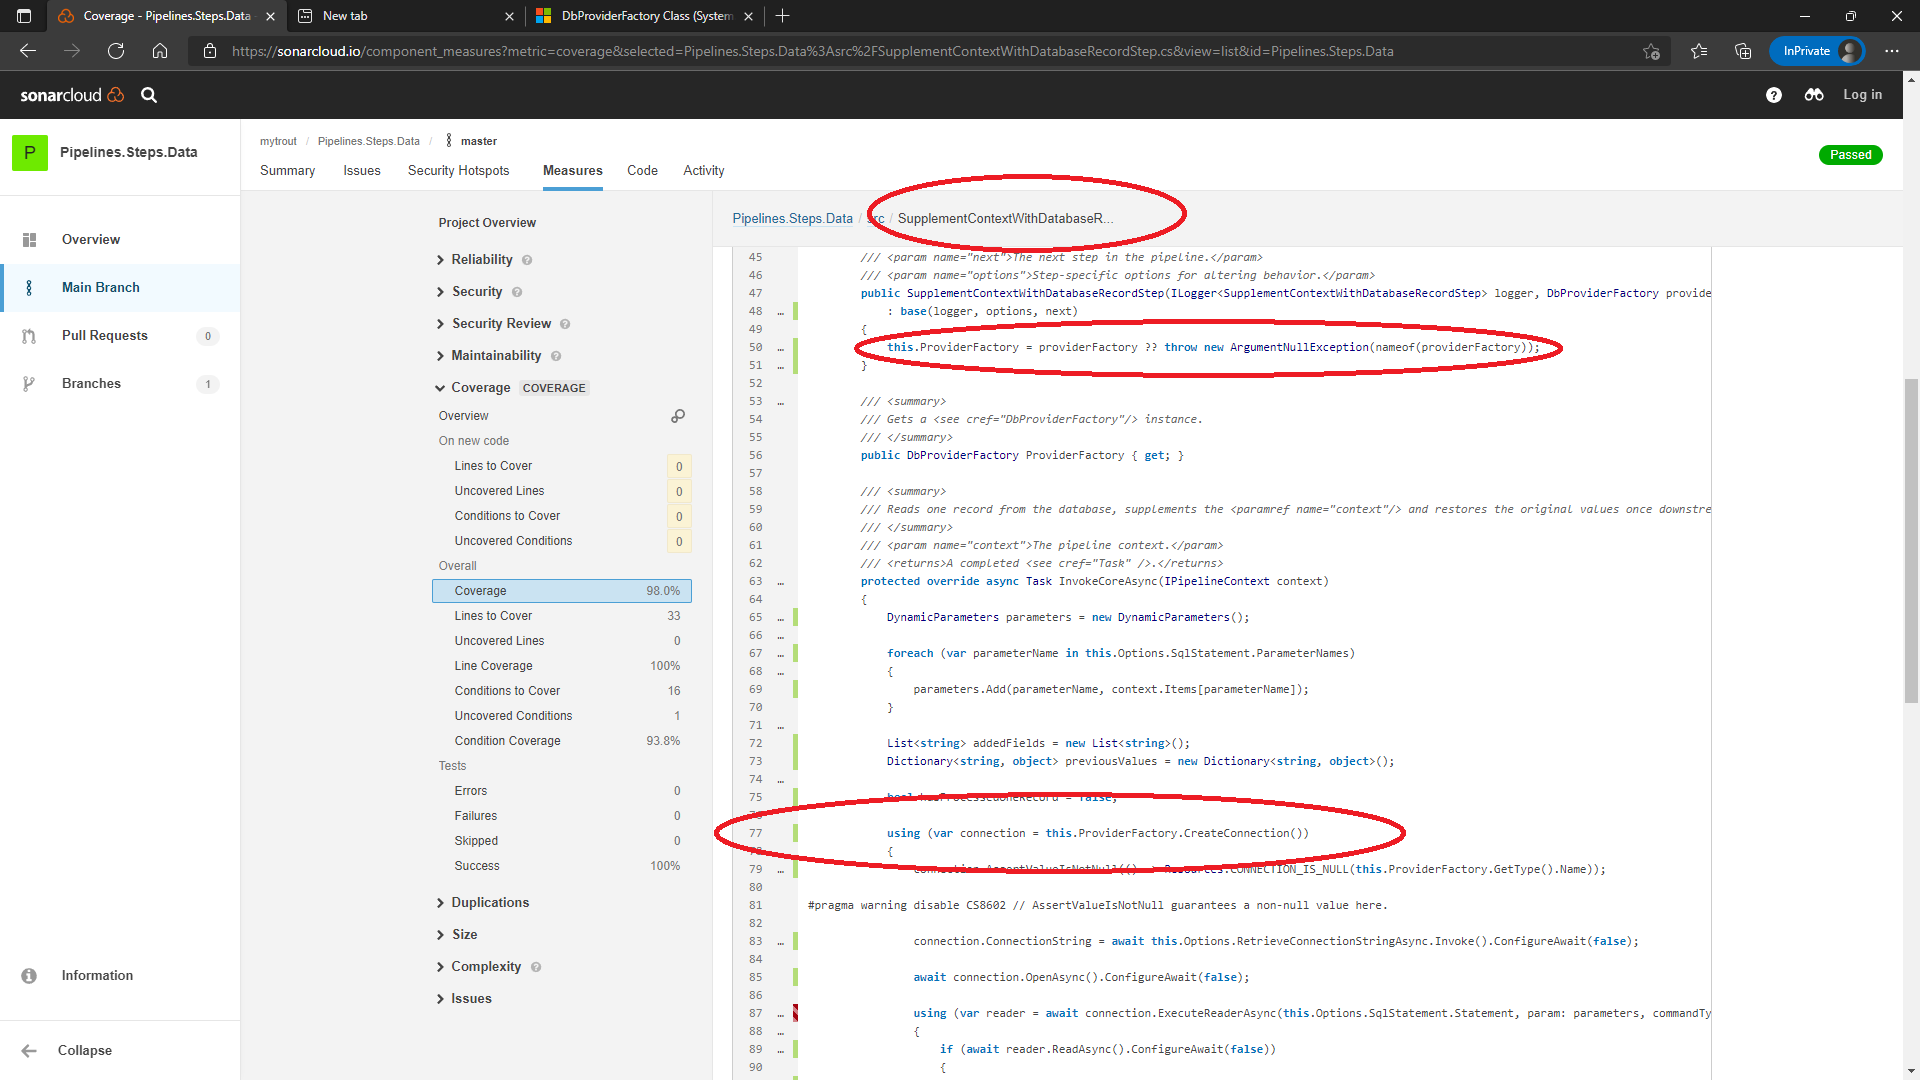 Coverage - Pipelines.Steps.Data -
New tab
DbProviderFactory Class (System
https://sonarcloud.io/component_measures?metric=coverage&selected=Pipelines.Steps.Data%3Asrc%2FSupplementContextWithDatabaseRecordStep.cs&view=list&id=Pipelines.Steps.Data
InPrivate
sonarcloud
Log in
P
Pipelines.Steps.Data
mytrout / Pipelines.Steps.Data / master
Passed
Summary
Issues
Security Hotspots
Measures
Code
Activity
Overview
Main Branch
Pull Requests 0
Branches 1
Information
Collapse
Project Overview
Reliability
Security
Security Review
Maintainability
Coverage COVERAGE
Overview
On new code
Lines to Cover 0
Uncovered Lines 0
Conditions to Cover 0
Uncovered Conditions 0
Overall
Coverage 98.0%
Lines to Cover 33
Uncovered Lines 0
Line Coverage 100%
Conditions to Cover 16
Uncovered Conditions 1
Condition Coverage 93.8%
Tests
Errors 0
Failures 0
Skipped 0
Success 100%
Duplications
Size
Complexity
Issues
Pipelines.Steps.Data / src / SupplementContextWithDatabaseR...
45 /// <param name="next">The next step in the pipeline.</param>
46 /// <param name="options">Step-specific options for altering behavior.</param>
47 public SupplementContextWithDatabaseRecordStep(ILogger<SupplementContextWithDatabaseRecordStep> logger, DbProviderFactory provide
48 … : base(logger, options, next)
49 {
50 … this.ProviderFactory = providerFactory ?? throw new ArgumentNullException(nameof(providerFactory));
51 … }
52
53 … /// <summary>
54 /// Gets a <see cref="DbProviderFactory"/> instance.
55 /// </summary>
56 public DbProviderFactory ProviderFactory { get; }
57
58 /// <summary>
59 /// Reads one record from the database, supplements the <paramref name="context"/> and restores the original values once downstre
60 /// </summary>
61 /// <param name="context">The pipeline context.</param>
62 /// <returns>A completed <see cref="Task" />.</returns>
63 … protected override async Task InvokeCoreAsync(IPipelineContext context)
64 {
65 … DynamicParameters parameters = new DynamicParameters();
66 …
67 … foreach (var parameterName in this.Options.SqlStatement.ParameterNames)
68 … {
69 parameters.Add(parameterName, context.Items[parameterName]);
70 }
71 …
72 List<string> addedFields = new List<string>();
73 Dictionary<string, object> previousValues = new Dictionary<string, object>();
74 …
75 = false;
77 using (var connection = this.ProviderFactory.CreateConnection())
{
79 … connection.AssertValueIsNotNull(() Resources.CONNECTION_IS_NULL(this.ProviderFactory.GetType().Name));
80
81 #pragma warning disable CS8602 // AssertValueIsNotNull guarantees a non-null value here.
82
83 … connection.ConnectionString = await this.Options.RetrieveConnectionStringAsync.Invoke().ConfigureAwait(false);
84
85 await connection.OpenAsync().ConfigureAwait(false);
86
87 … using (var reader = await connection.ExecuteReaderAsync(this.Options.SqlStatement.Statement, param: parameters, commandTy
88 … {
89 … if (await reader.ReadAsync().ConfigureAwait(false))
90 {